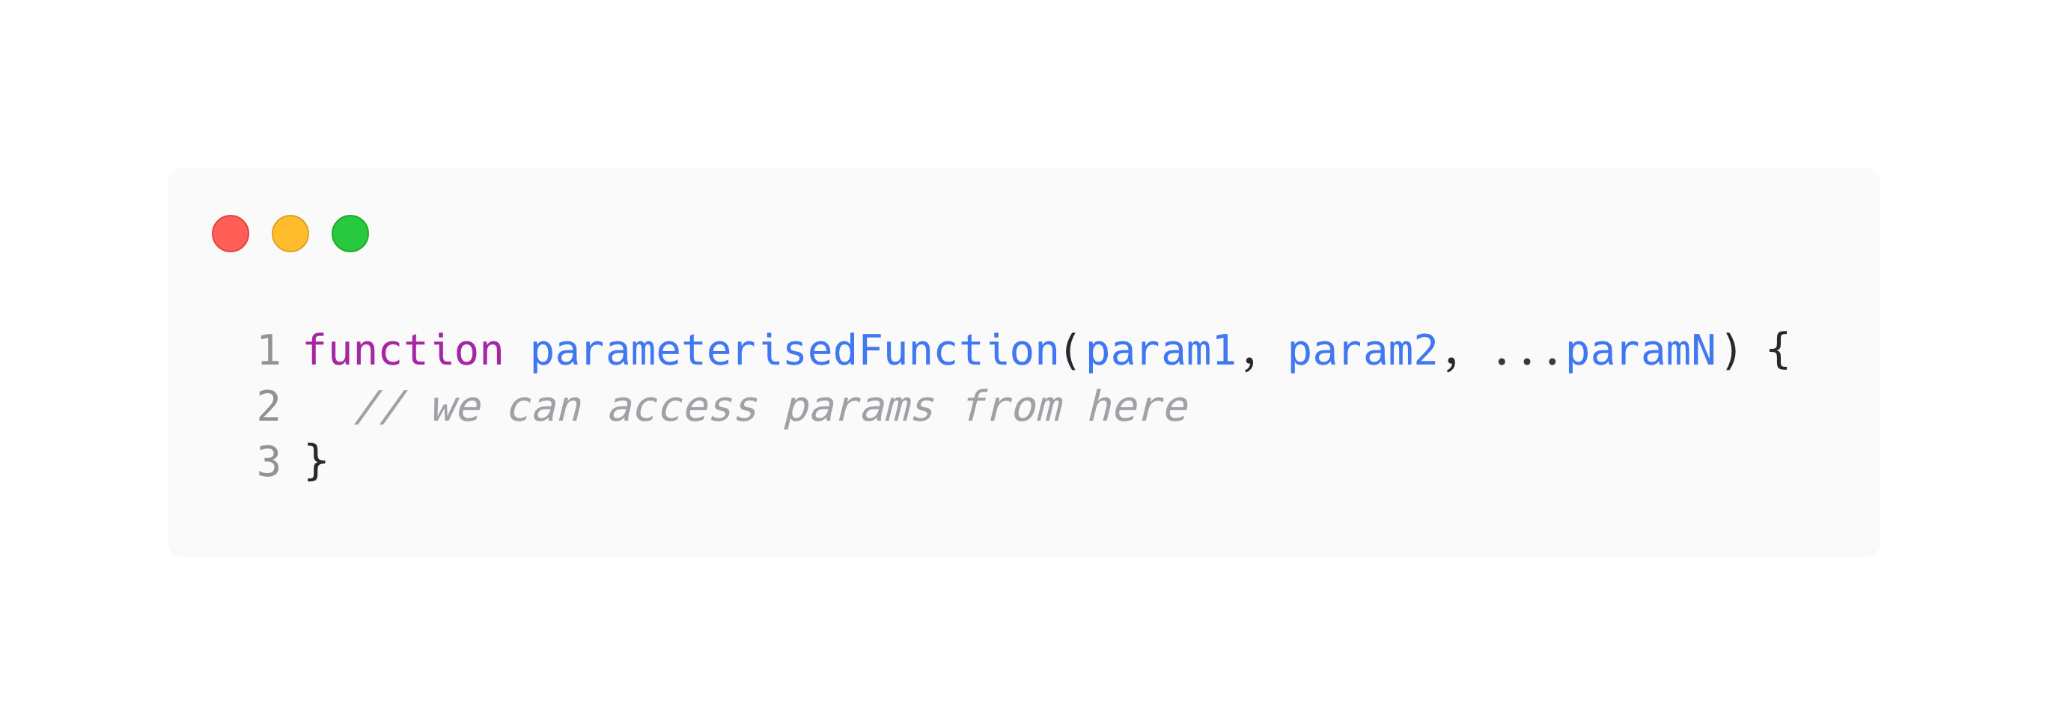 1 function parameterisedFunction(param1, param2, ...paramN) {
2   // we can access params from here
3 }